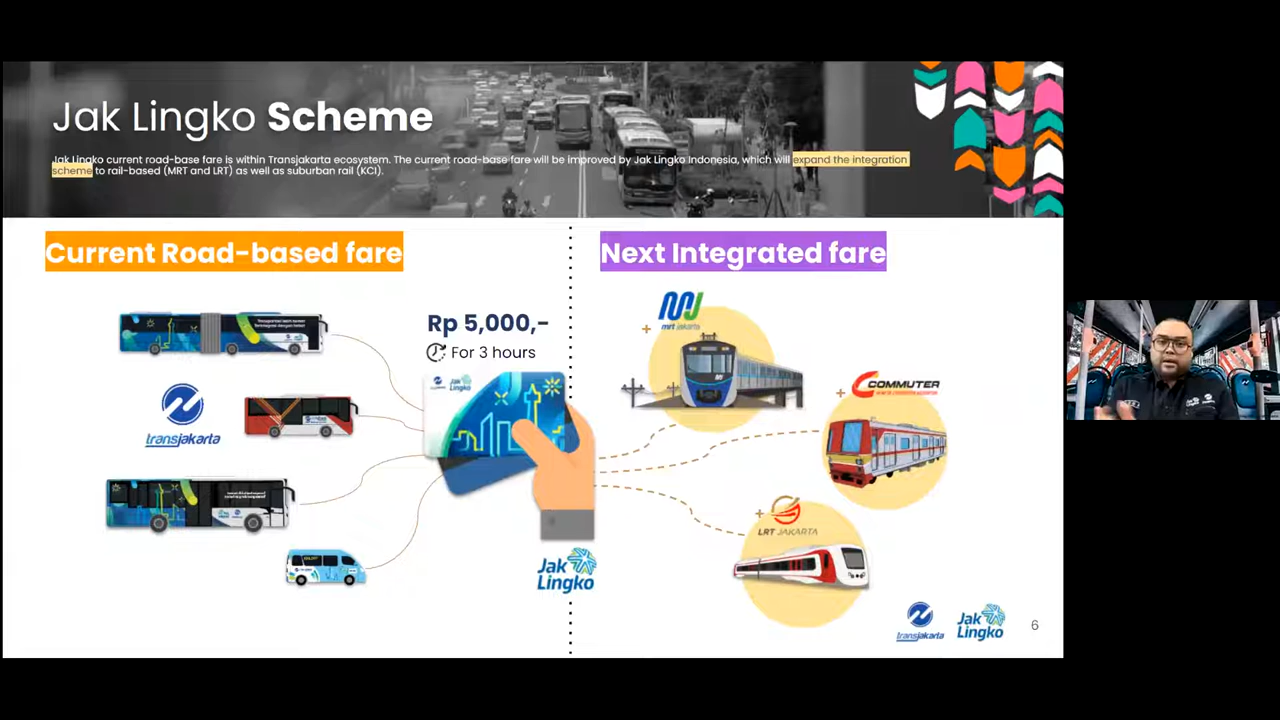 Jak Lingko Scheme
Jak Lingko current road-base fare is within Transjakarta ecosystem. The current road-base fare will be improved by Jak Lingko Indonesia, which will expand the integration
scheme to rail-based (MRT and LRT) as well as suburban rail (KCI).
Current Road-based fare
Next Integrated fare
Rp 5,000,-
For 3 hours
transjakarta
Jak
Lingko
Jak
Lingko
mrt jakarta
COMMUTER
LRT JAKARTA
transjakarta
Jak
Lingko
6